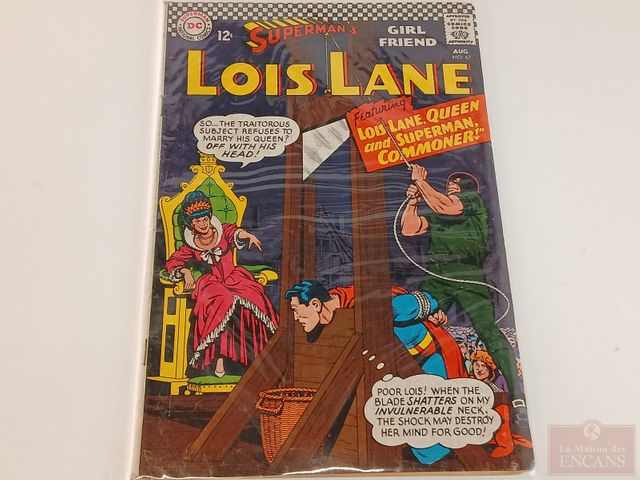 SUPERMAN
DC
12¢
SUPERMAN'S
GIRL
FRIEND
LOIS LANE
APPROVED
BY THE
COMICS
CODE
AUTHORITY
AUG
NO. 67
Featuring
"LOIS LANE, QUEEN
and SUPERMAN,
COMMONER!"
SO...THE TRAITOROUS
SUBJECT REFUSES TO
MARRY HIS QUEEN?
OFF WITH HIS
HEAD!
POOR LOIS! WHEN THE
BLADE SHATTERS ON MY
INVULNERABLE NECK,
THE SHOCK MAY DESTROY
HER MIND FOR GOOD!
La Maison des
ENCANS